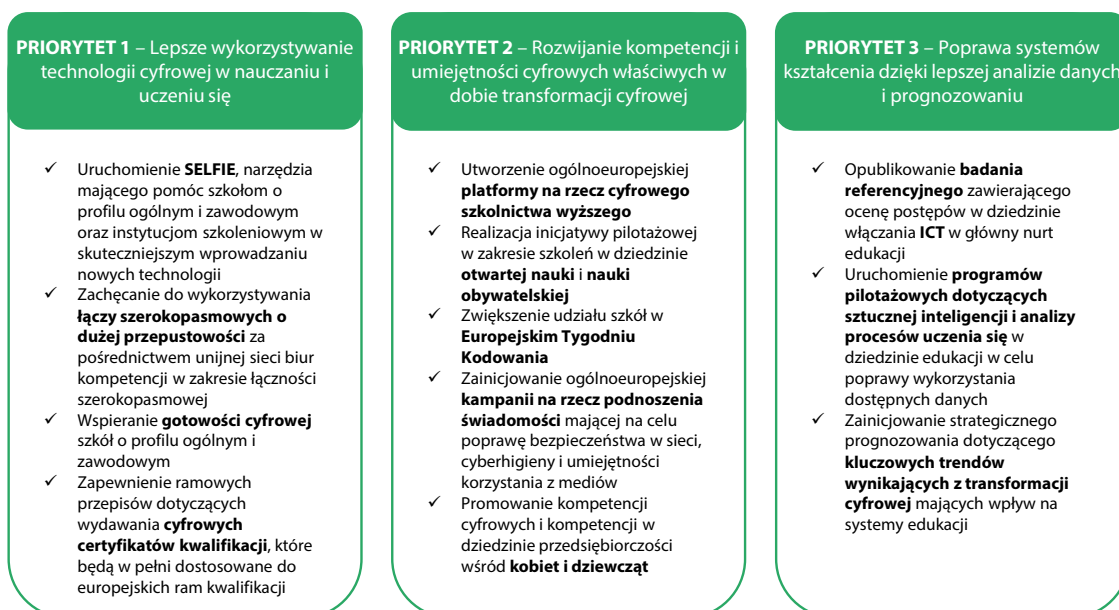 PRIORYTET 1 – Lepsze wykorzystywanie
technologii cyfrowej w nauczaniu i
uczeniu się
✓ Uruchomienie SELFIE, narzędzia
mającego pomóc szkołom o
profilu ogólnym i zawodowym
oraz instytucjom szkoleniowym w
skuteczniejszym wprowadzaniu
nowych technologii
✓ Zachęcanie do wykorzystywania
łączy szerokopasmowych o
dużej przepustowości za
pośrednictwem unijnej sieci biur
kompetencji w zakresie łączności
szerokopasmowej
✓ Wspieranie gotowości cyfrowej
szkół o profilu ogólnym i
zawodowym
✓ Zapewnienie ramowych
przepisów dotyczących
wydawania cyfrowych
certyfikatów kwalifikacji, które
będą w pełni dostosowane do
europejskich ram kwalifikacji
PRIORYTET 2 – Rozwijanie kompetencji i
umiejętności cyfrowych właściwych w
dobie transformacji cyfrowej
✓ Utworzenie ogólnoeuropejskiej
platformy na rzecz cyfrowego
szkolnictwa wyższego
✓ Realizacja inicjatywy pilotażowej
w zakresie szkoleń w dziedzinie
otwartej nauki i nauki
obywatelskiej
✓ Zwiększenie udziału szkół w
Europejskim Tygodniu
Kodowania
✓ Zainicjowanie ogólnoeuropejskiej
kampanii na rzecz podnoszenia
świadomości mającej na celu
poprawę bezpieczeństwa w sieci,
cyberhigieny i umiejętności
korzystania z mediów
✓ Promowanie kompetencji
cyfrowych i kompetencji w
dziedzinie przedsiębiorczości
wśród kobiet i dziewcząt
PRIORYTET 3 – Poprawa systemów
kształcenia dzięki lepszej analizie danych
i prognozowaniu
✓ Opublikowanie badania
referencyjnego zawierającego
ocenę postępów w dziedzinie
włączania ICT w główny nurt
edukacji
✓ Uruchomienie programów
pilotażowych dotyczących
sztucznej inteligencji i analizy
procesów uczenia się w
dziedzinie edukacji w celu
poprawy wykorzystania
dostępnych danych
✓ Zainicjowanie strategicznego
prognozowania dotyczącego
kluczowych trendów
wynikających z transformacji
cyfrowej mających wpływ na
systemy edukacji